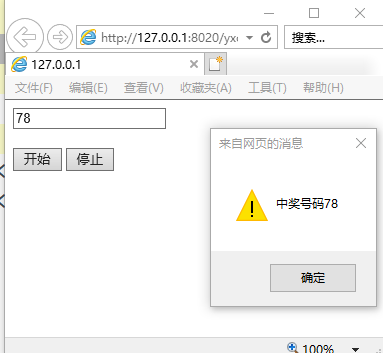 http://127.0.0.1:8020/yx
搜索...
127.0.0.1
文件(F) 编辑(E) 查看(V) 收藏夹(A) 工具(T) 帮助(H)
78
开始 停止
来自网页的消息
中奖号码78
确定
100%